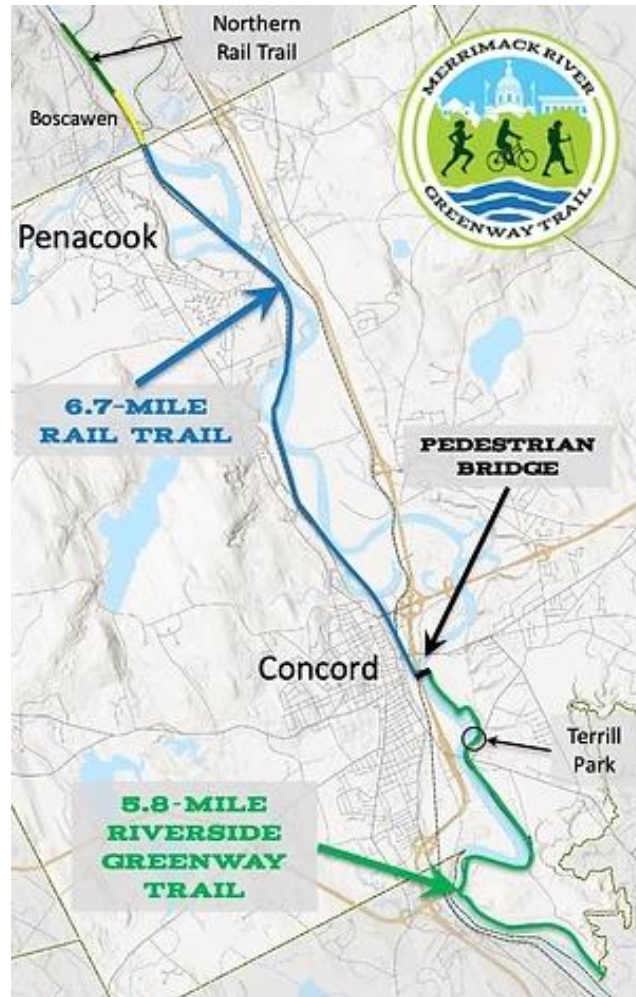 Northern
Rail Trail
MERRIMACK RIVER
GREENWAY TRAIL
Boscawen
Penacook
6.7-MILE
RAIL TRAIL
PEDESTRIAN
BRIDGE
Concord
Terrill
Park
5.8-MILE
RIVERSIDE
GREENWAY
TRAIL